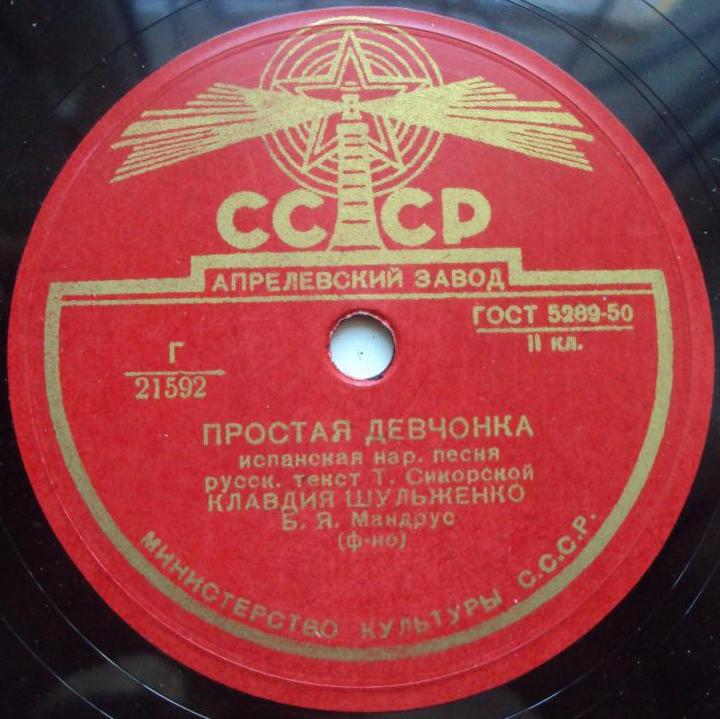 СССР
АПРЕЛЕВСКИЙ ЗАВОД
ГОСТ 5289-50
II кл.
Г
21592
ПРОСТАЯ ДЕВЧОНКА
испанская нар. песня
русск. текст Т. Сикорской
КЛАВДИЯ ШУЛЬЖЕНКО
Б. Я. Мандрус
(ф-но)
МИНИСТЕРСТВО КУЛЬТУРЫ С.С.С.Р.